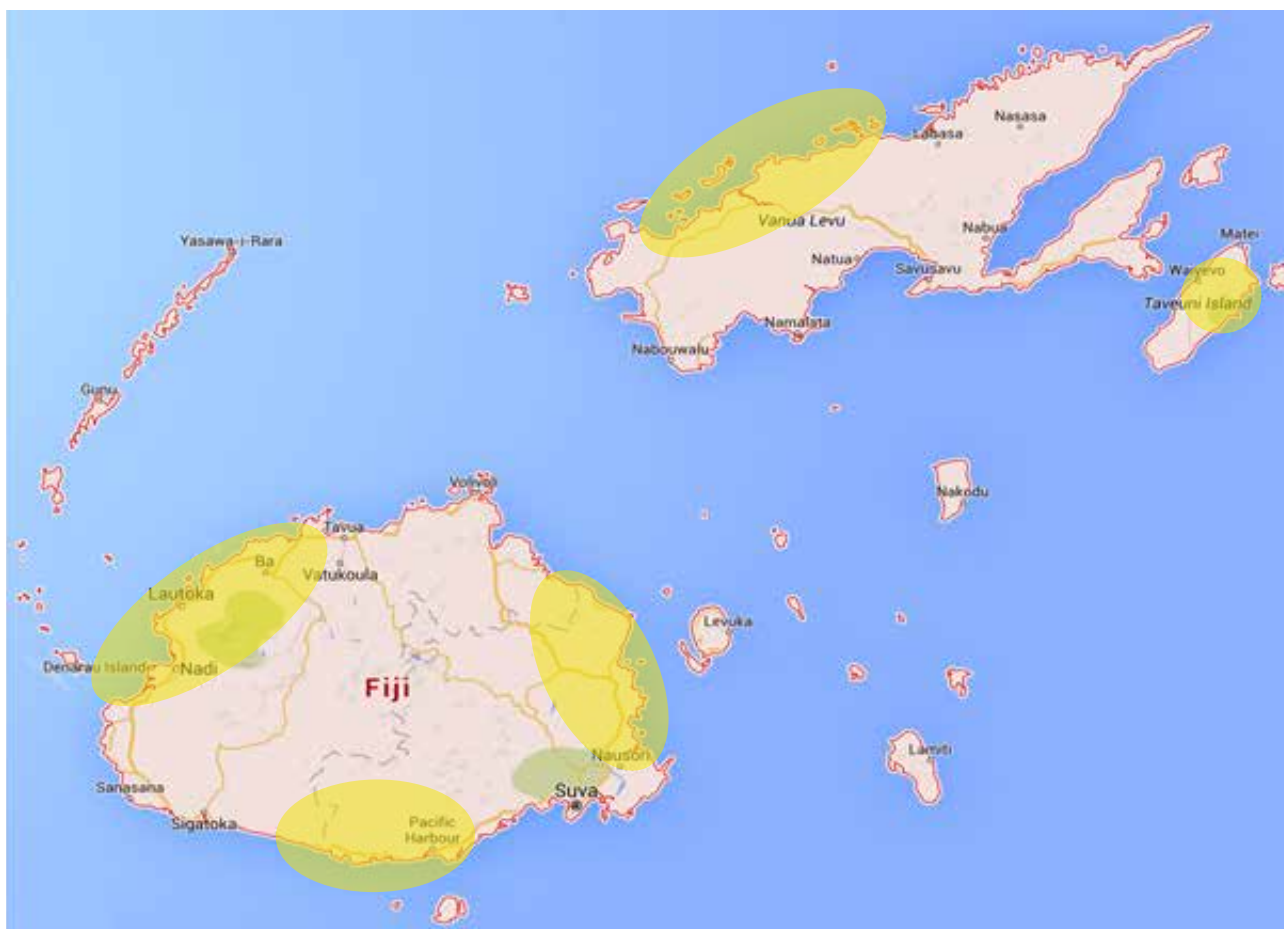 Nasasa
Labasa
Vanua Levu
Nabua
Matei
Yasawa-i-Rara
Natua
Savusavu
Waiyevo
Taveuni Island
Namalata
Nabouwalu
Gunu
Volivoli
Nakodu
Tavua
Ba
Vatukoula
Lautoka
Levuka
Denarau Island
Nadi
Fiji
Nausori
Lamiti
Sanasana
Suva
Sigatoka
Pacific
Harbour